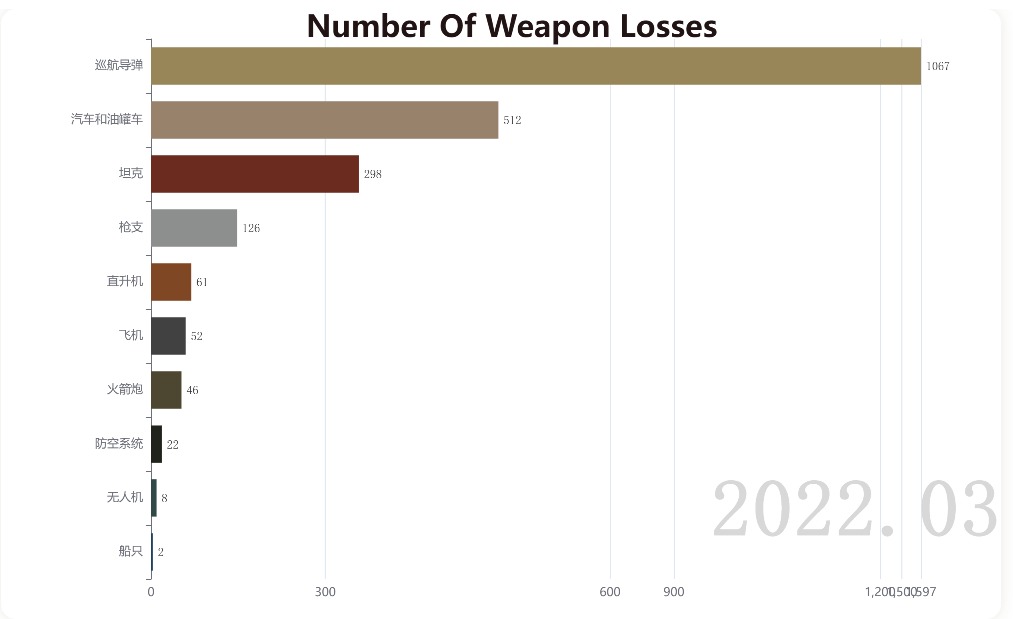 Number Of Weapon Losses
巡航导弹 1067
汽车和油罐车 512
坦克 298
枪支 126
直升机 61
飞机 52
火箭炮 46
防空系统 22
无人机 8
船只 2
2022.03
0 300 600 900